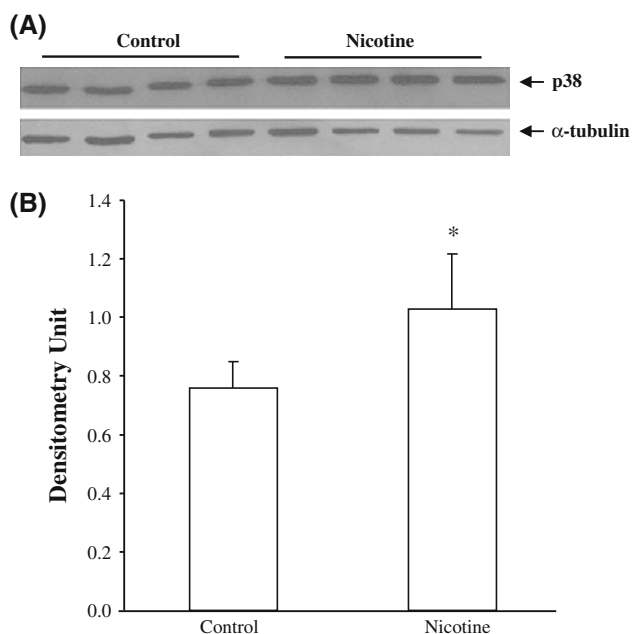 (A)
Control Nicotine
p38
α-tubulin
(B)
Densitometry Unit
1.4
1.2
1.0
0.8
0.6
0.4
0.2
0.0
*
Control Nicotine